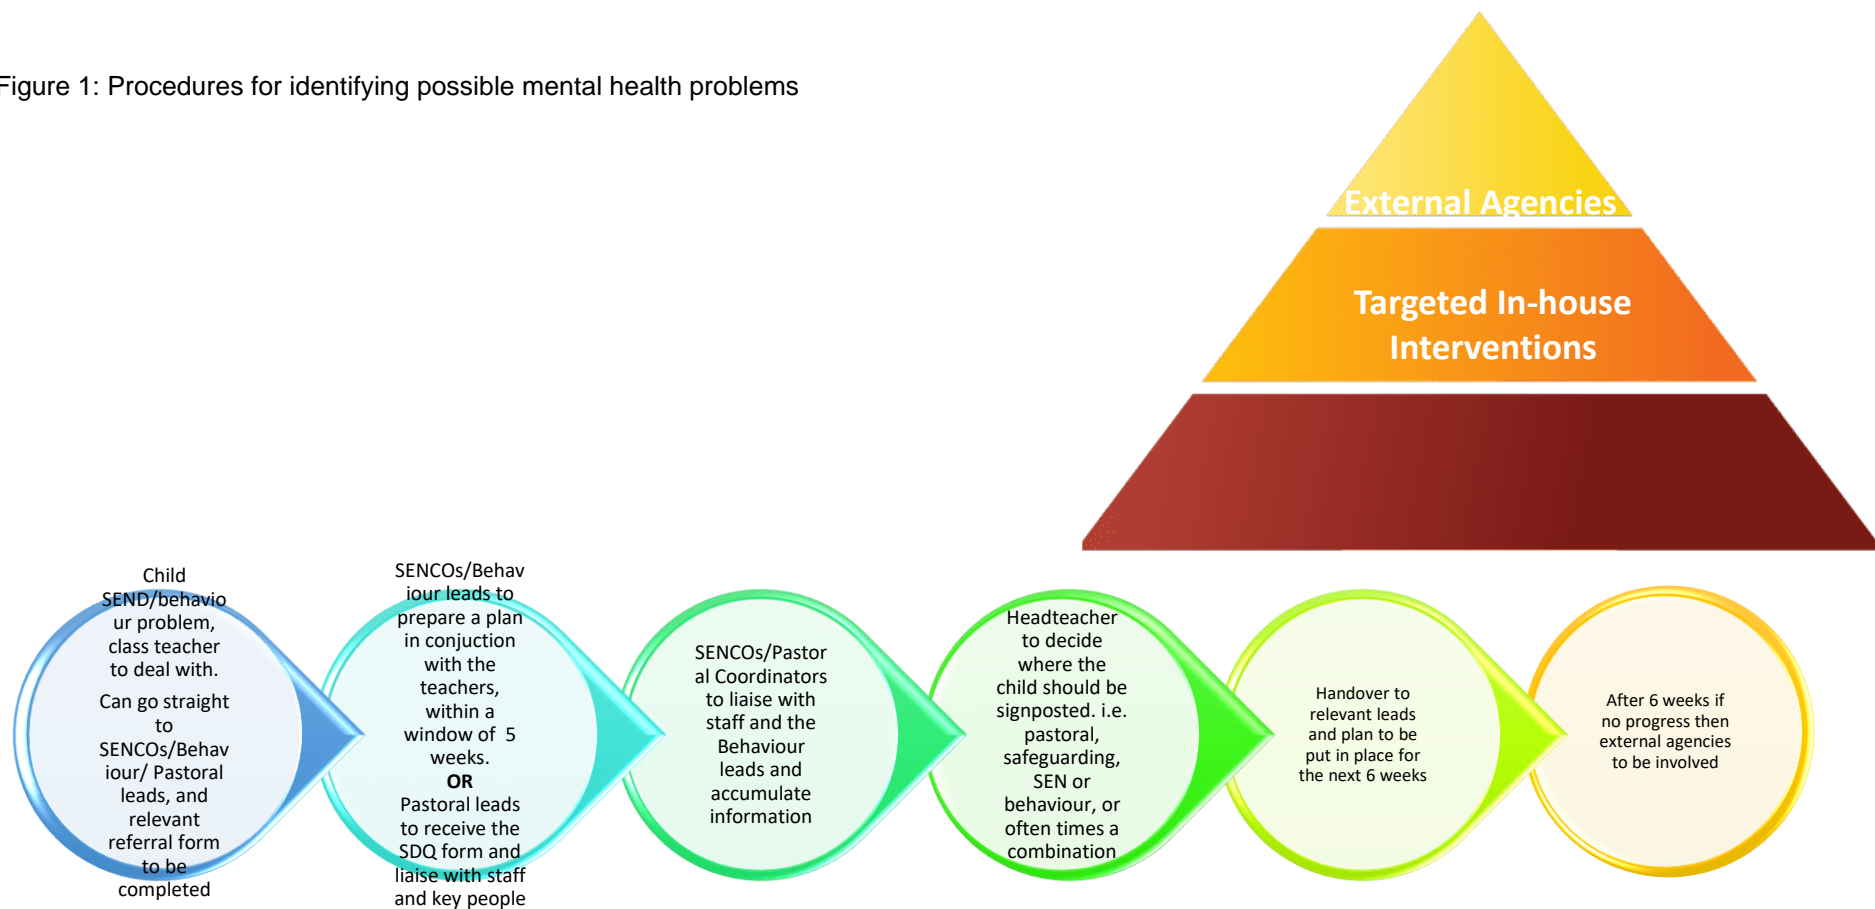 Figure 1: Procedures for identifying possible mental health problems
External Agencies
Targeted In-house
Interventions
Child
SEND/behavio
ur problem,
class teacher
to deal with.
Can go straight
to
SENCOs/Behav
iour/ Pastoral
leads, and
relevant
referral form
to be
completed
SENCOs/Behav
iour leads to
prepare a plan
in conjuction
with the
teachers,
within a
window of 5
weeks.
OR
Pastoral leads
to receive the
SDQ form and
liaise with staff
and key people
SENCOs/Pastor
al Coordinators
to liaise with
staff and the
Behaviour
leads and
accumulate
information
Headteacher
to decide
where the
child should be
signposted. i.e.
pastoral,
safeguarding,
SEN or
behaviour, or
often times a
combination
Handover to
relevant leads
and plan to be
put in place for
the next 6 weeks
After 6 weeks if
no progress then
external agencies
to be involved